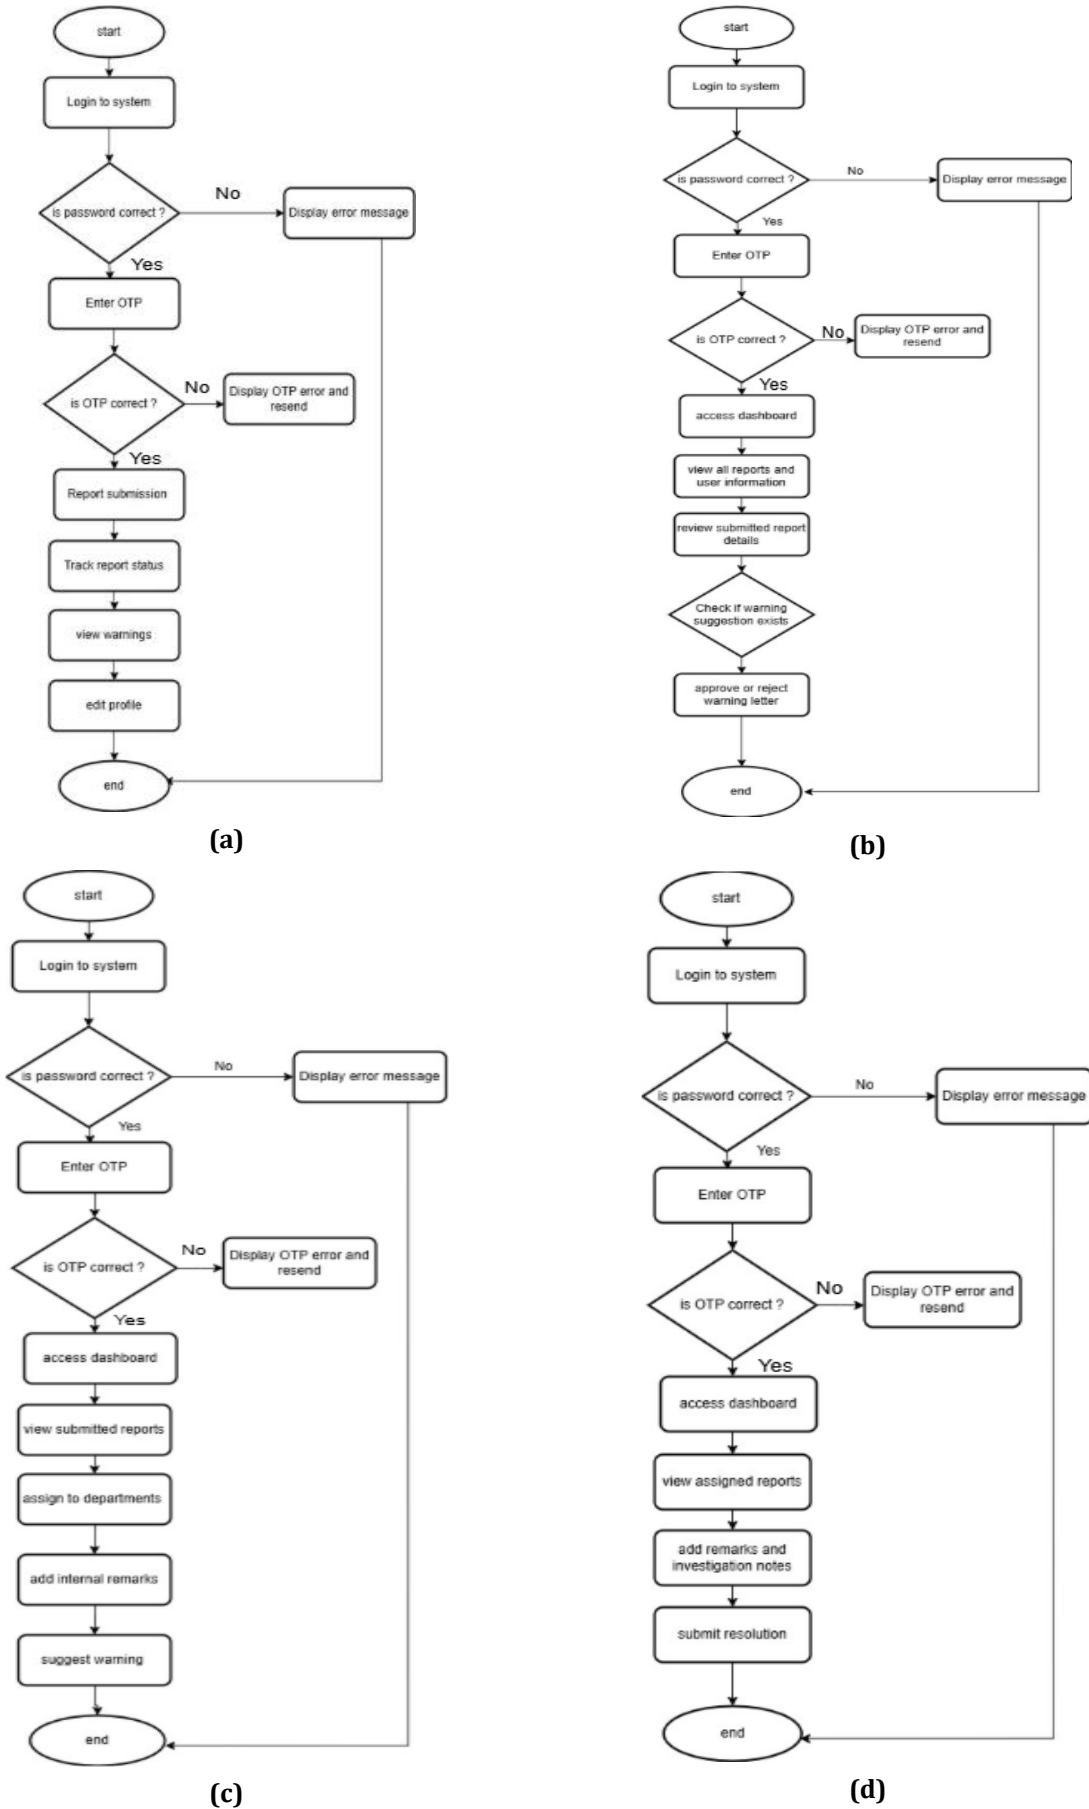 start
Login to system
is password correct ?
No
Display error message
Yes
Enter OTP
is OTP correct ?
No
Display OTP error and
resend
Yes
Report submission
Track report status
view warnings
edit profile
end
(a)
start
Login to system
is password correct ?
No
Display error message
Yes
Enter OTP
is OTP correct ?
No
Display OTP error and
resend
Yes
access dashboard
view all reports and
user information
review submitted report
details
Check if warning
suggestion exists
approve or reject
warning letter
end
(b)
start
Login to system
is password correct ?
No
Display error message
Yes
Enter OTP
is OTP correct ?
No
Display OTP error and
resend
Yes
access dashboard
view submitted reports
assign to departments
add internal remarks
suggest warning
end
(c)
start
Login to system
is password correct ?
No
Display error message
Yes
Enter OTP
is OTP correct ?
No
Display OTP error and
resend
Yes
access dashboard
view assigned reports
add remarks and
investigation notes
submit resolution
end
(d)